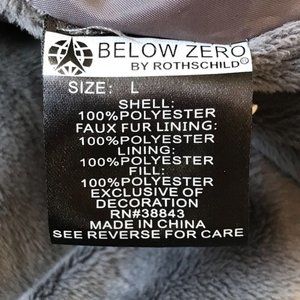 BELOW ZERO
BY ROTHSCHILD®
SIZE: L
SHELL:
100%POLYESTER
FAUX FUR LINING:
100%POLYESTER
LINING:
100%POLYESTER
FILL:
100%POLYESTER
EXCLUSIVE OF
DECORATION
RN#38843
MADE IN CHINA
SEE REVERSE FOR CARE